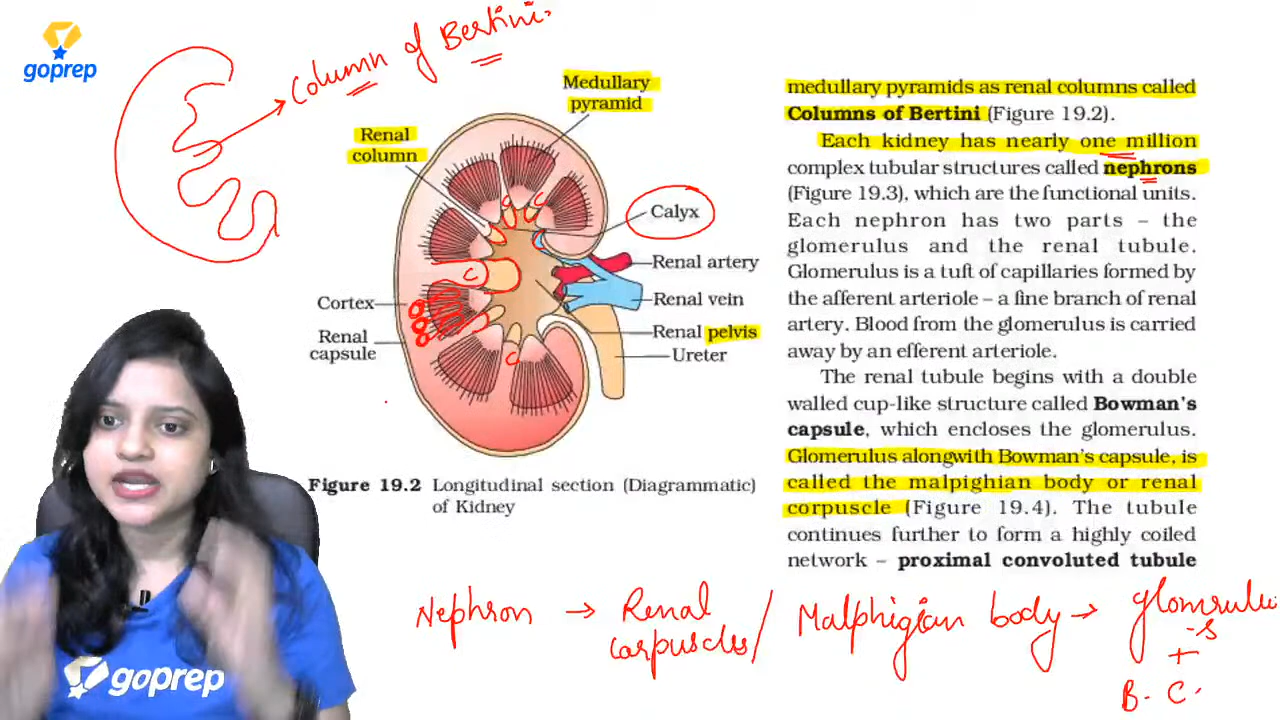 goprep
Column of Bertini.
Medullary
pyramid
Renal
column
Calyx
Renal artery
Renal vein
Renal pelvis
Ureter
Cortex
Renal
capsule
c
c
c
c
Figure 19.2 Longitudinal section (Diagrammatic)
of Kidney
medullary pyramids as renal columns called
Columns of Bertini (Figure 19.2).
Each kidney has nearly one million
complex tubular structures called nephrons
(Figure 19.3), which are the functional units.
Each nephron has two parts – the
glomerulus and the renal tubule.
Glomerulus is a tuft of capillaries formed by
the afferent arteriole – a fine branch of renal
artery. Blood from the glomerulus is carried
away by an efferent arteriole.
The renal tubule begins with a double
walled cup-like structure called Bowman's
capsule, which encloses the glomerulus.
Glomerulus alongwith Bowman's capsule, is
called the malpighian body or renal
corpuscle (Figure 19.4). The tubule
continues further to form a highly coiled
network – proximal convoluted tubule
Nephron → Renal
corpuscles / Malphigian body → glomerulu
-s
+
B. C.
goprep